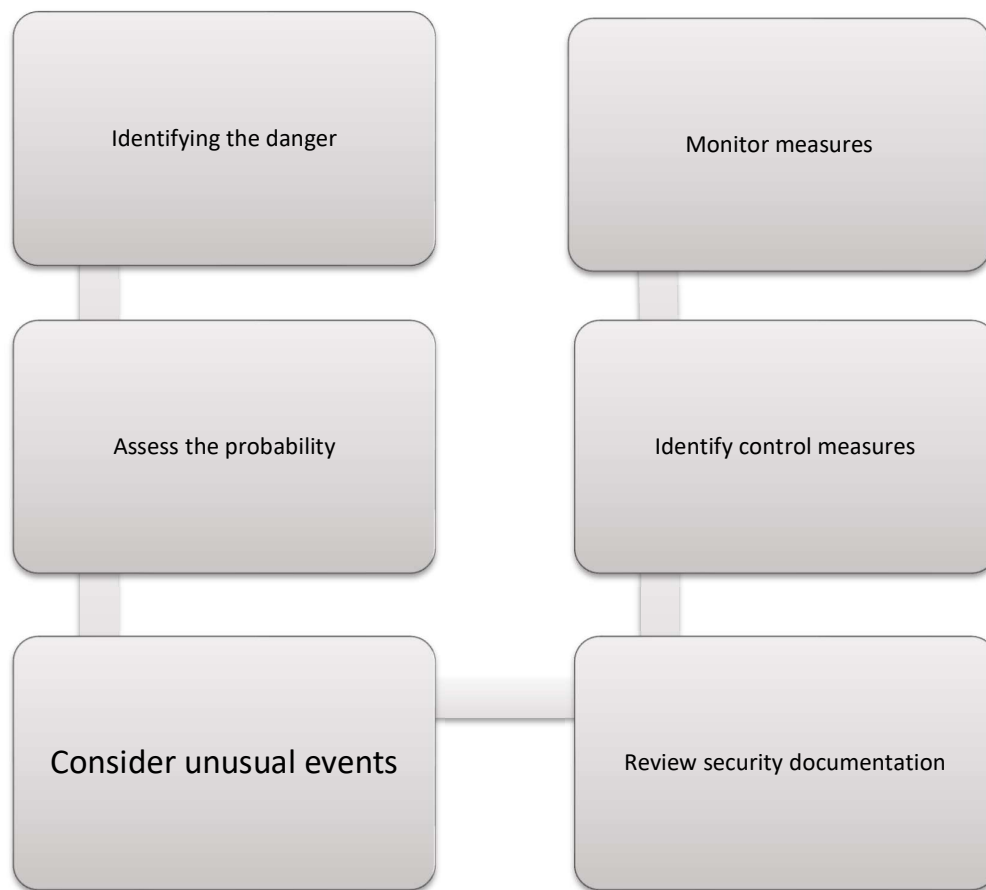 Identifying the danger
Assess the probability
Consider unusual events
Review security documentation
Identify control measures
Monitor measures